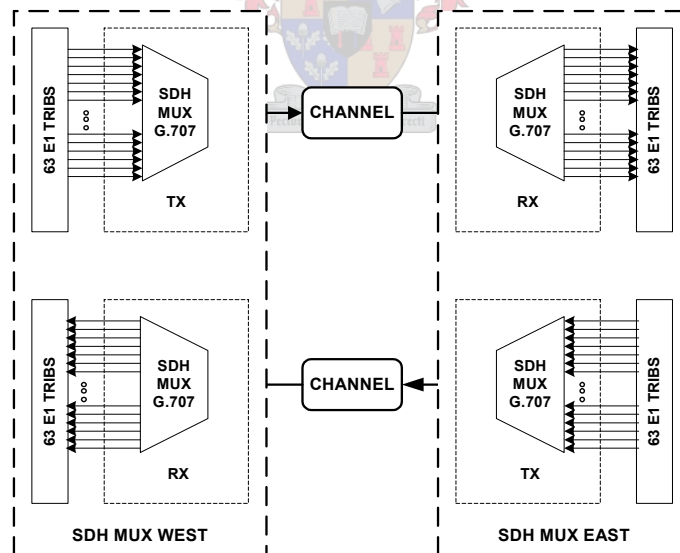 63 E1 TRIBS
SDH
MUX
G.707
TX
CHANNEL
SDH
MUX
G.707
RX
63 E1 TRIBS
63 E1 TRIBS
SDH
MUX
G.707
RX
CHANNEL
SDH
MUX
G.707
TX
63 E1 TRIBS
SDH MUX WEST
SDH MUX EAST